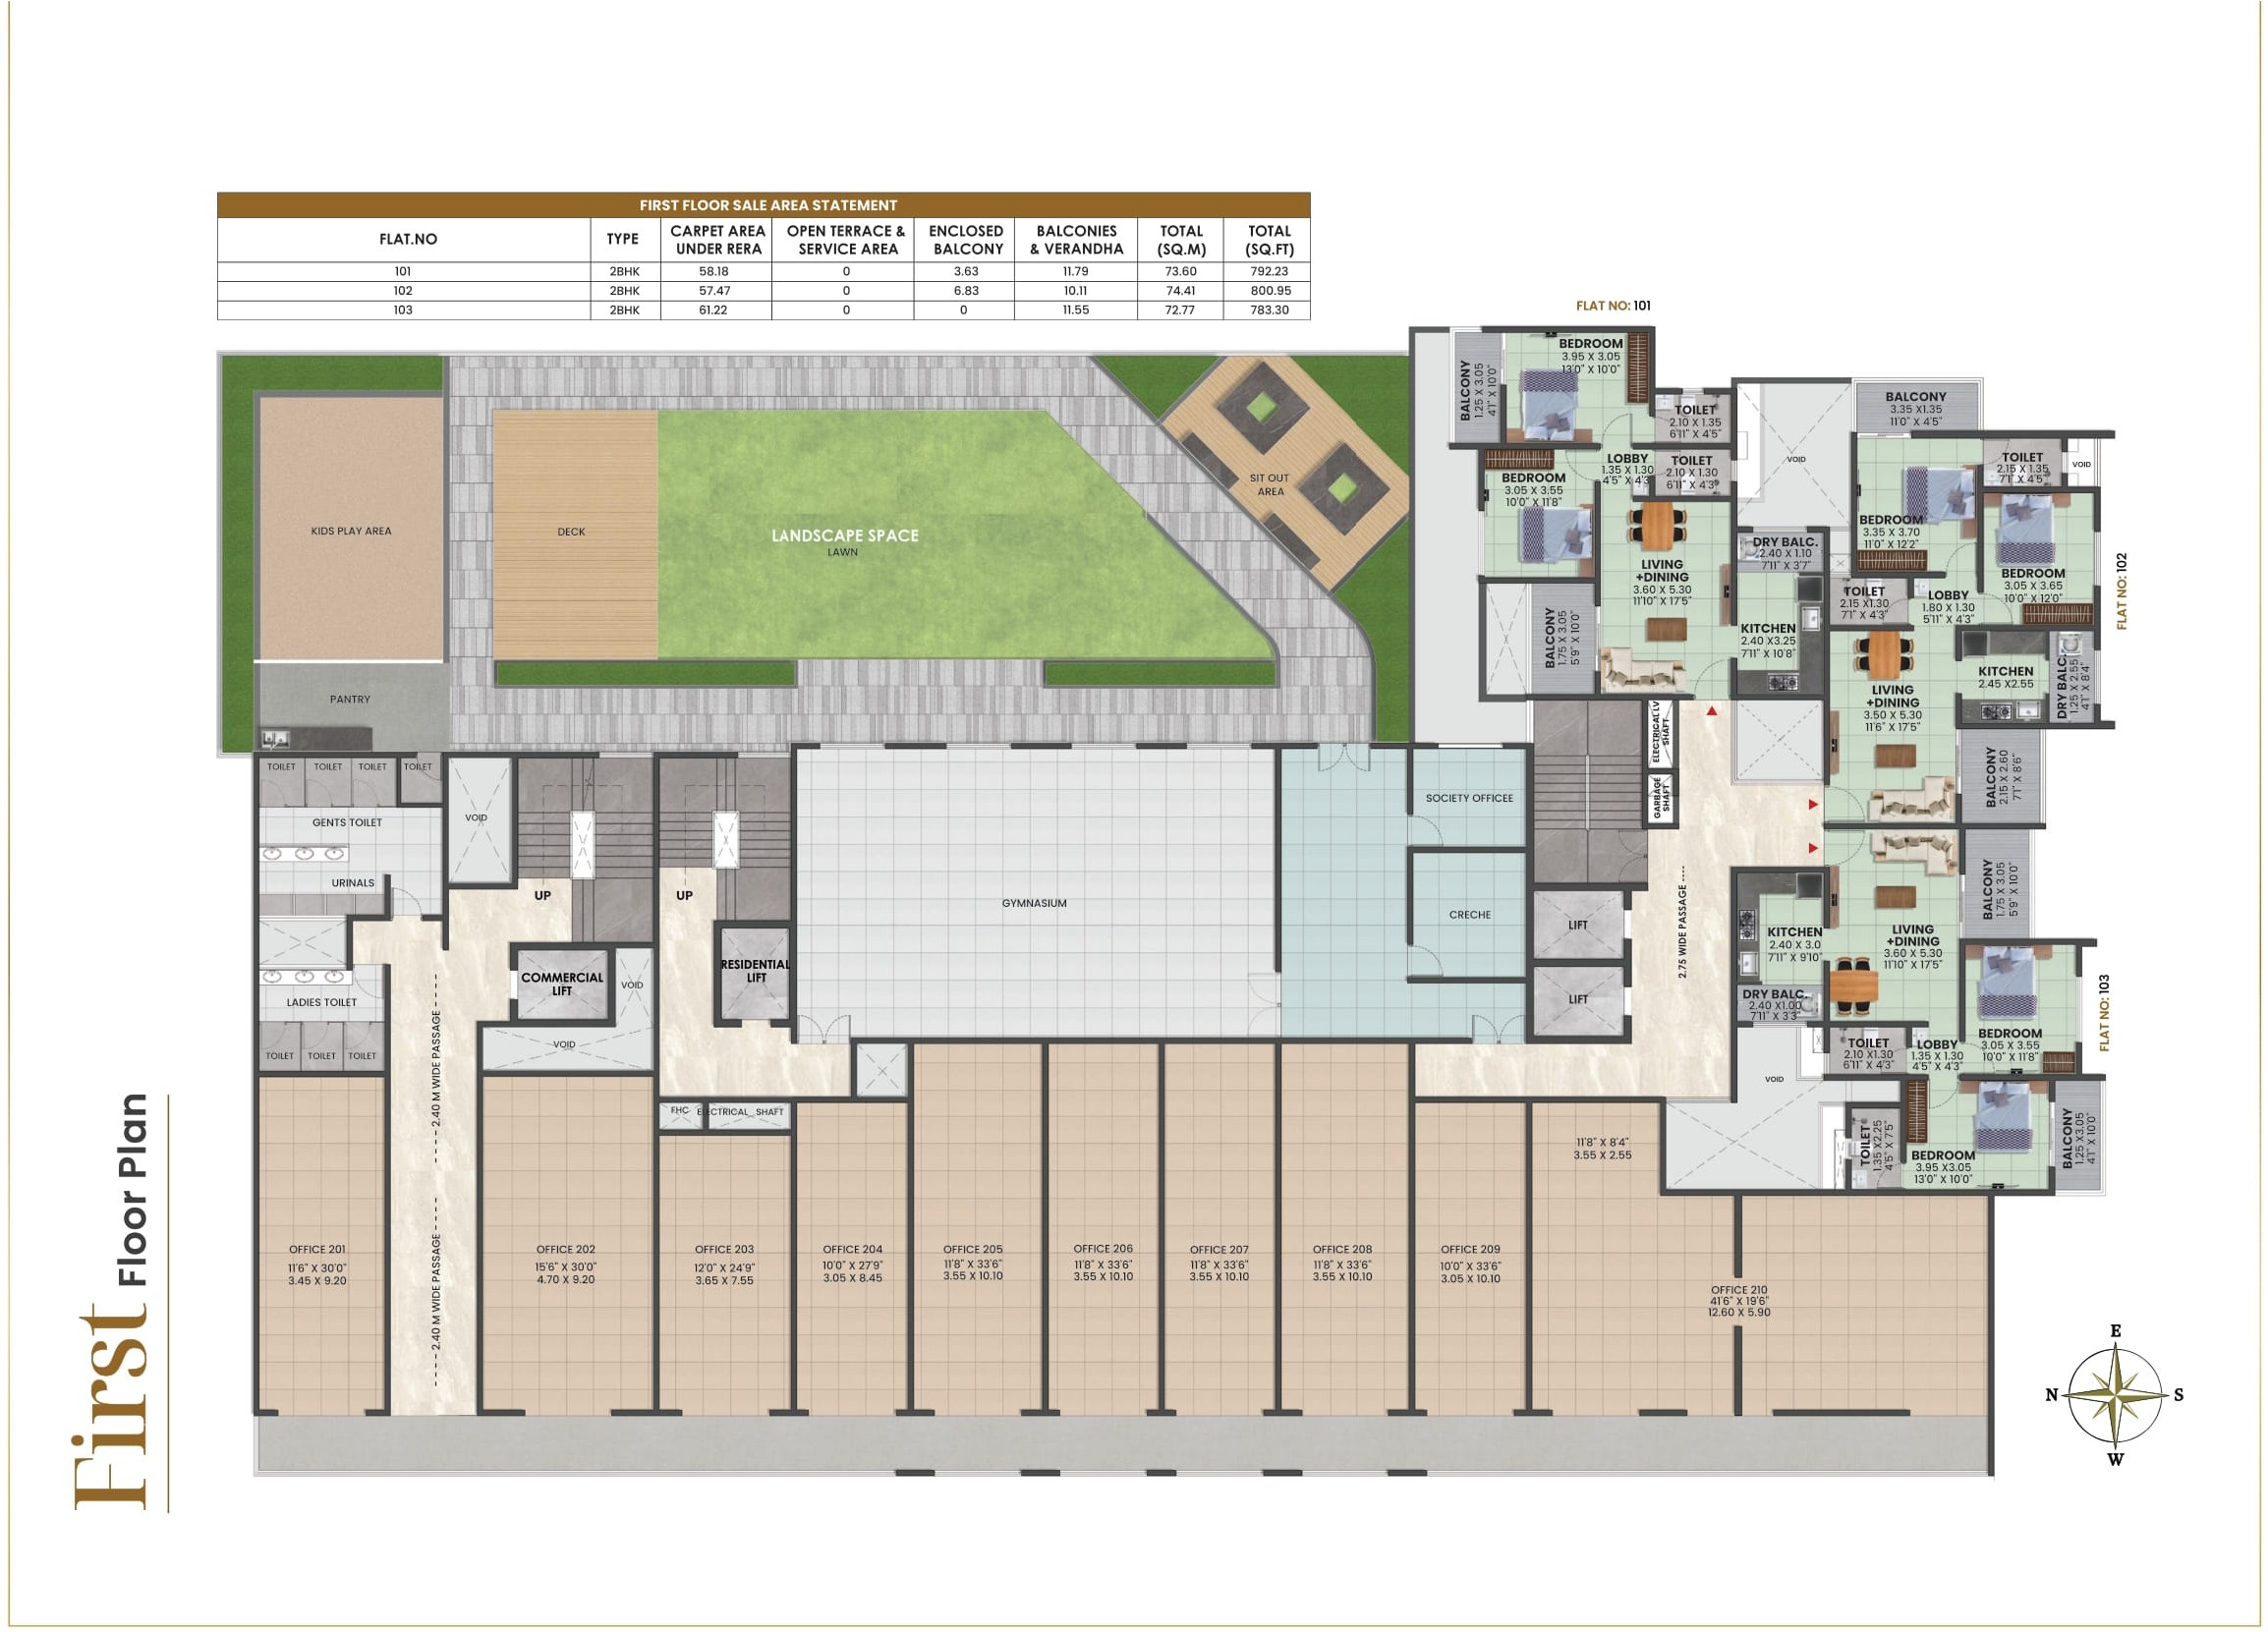 First Floor Plan
FIRST FLOOR SALE AREA STATEMENT
FLAT.NO TYPE CARPET AREA UNDER RERA OPEN TERRACE & SERVICE AREA ENCLOSED BALCONY BALCONIES & VERANDHA TOTAL (SQ.M) TOTAL (SQ.FT)
101 2BHK 58.18 0 3.63 11.79 73.60 792.23
102 2BHK 57.47 0 6.83 10.11 74.41 800.95
103 2BHK 61.22 0 0 11.55 72.77 783.30
FLAT NO: 101
BALCONY
1.25 X 3.05
4'1" X 10'0"
BEDROOM
3.95 X 3.05
13'0" X 10'0"
TOILET
2.10 X 1.35
6'11" X 4'5"
LOBBY
1.35 X 1.30
4'5" X 4'3"
TOILET
2.10 X 1.30
6'11" X 4'3"
BEDROOM
3.05 X 3.55
10'0" X 11'8"
LIVING
+DINING
3.60 X 5.30
11'10" X 17'5"
BALCONY
1.75 X 3.05
5'9" X 10'0"
DRY BALC.
2.40 X 1.10
7'11" X 3'7"
KITCHEN
2.40 X3.25
7'11" X 10'8"
VOID
FLAT NO: 102
BALCONY
3.35 X1.35
11'0" X 4'5"
TOILET
2.15 X 1.35
7'1" X 4'5"
VOID
BEDROOM
3.35 X 3.70
11'0" X 12'2"
BEDROOM
3.05 X 3.65
10'0" X 12'0"
TOILET
2.15 X1.30
7'1" X 4'3"
LOBBY
1.80 X 1.30
5'11" X 4'3"
KITCHEN
2.45 X2.55
DRY BALC.
1.25 X 2.55
4'1" X 8'4"
LIVING
+DINING
3.50 X 5.30
11'6" X 17'5"
BALCONY
2.15 X 2.60
7'1" X 8'6"
FLAT NO: 103
BALCONY
1.75 X 3.05
5'9" X 10'0"
KITCHEN
2.40 X 3.0
7'11" X 9'10"
LIVING
+DINING
3.60 X 5.30
11'10" X 17'5"
DRY BALC.
2.40 X1.00
7'11" X 3'3"
TOILET
2.10 X1.30
6'11" X 4'3"
LOBBY
1.35 X 1.30
4'5" X 4'3"
BEDROOM
3.05 X 3.55
10'0" X 11'8"
VOID
TOILET
1.35 X2.25
4'5" X 7'5"
BEDROOM
3.95 X3.05
13'0" X 10'0"
BALCONY
1.25 X3.05
4'1" X 10'0"
KIDS PLAY AREA
DECK
LANDSCAPE SPACE
LAWN
SIT OUT
AREA
PANTRY
TOILET TOILET TOILET TOILET
GENTS TOILET
URINALS
LADIES TOILET
TOILET TOILET TOILET
VOID
UP
UP
COMMERCIAL
LIFT
VOID
VOID
RESIDENTIAL
LIFT
GYMNASIUM
SOCIETY OFFICEE
CRECHE
ELECTRICAL LV
SHAFT
GARBAGE
SHAFT
LIFT
LIFT
2.75 WIDE PASSAGE
2.40 M WIDE PASSAGE
2.40 M WIDE PASSAGE
FHC
ELECTRICAL SHAFT
OFFICE 201
11'6" X 30'0"
3.45 X 9.20
OFFICE 202
15'6" X 30'0"
4.70 X 9.20
OFFICE 203
12'0" X 24'9"
3.65 X 7.55
OFFICE 204
10'0" X 27'9"
3.05 X 8.45
OFFICE 205
11'8" X 33'6"
3.55 X 10.10
OFFICE 206
11'8" X 33'6"
3.55 X 10.10
OFFICE 207
11'8" X 33'6"
3.55 X 10.10
OFFICE 208
11'8" X 33'6"
3.55 X 10.10
OFFICE 209
10'0" X 33'6"
3.05 X 10.10
11'8" X 8'4"
3.55 X 2.55
OFFICE 210
41'6" X 19'6"
12.60 X 5.90
E
N S
W